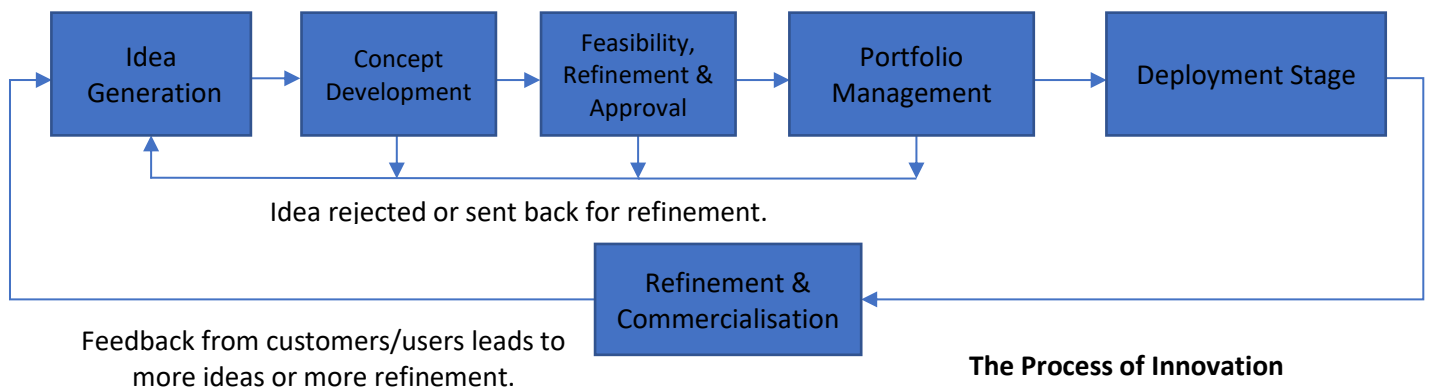 Idea
Generation
Concept
Development
Feasibility,
Refinement &
Approval
Portfolio
Management
Deployment Stage
Idea rejected or sent back for refinement.
Refinement &
Commercialisation
Feedback from customers/users leads to
more ideas or more refinement.
The Process of Innovation